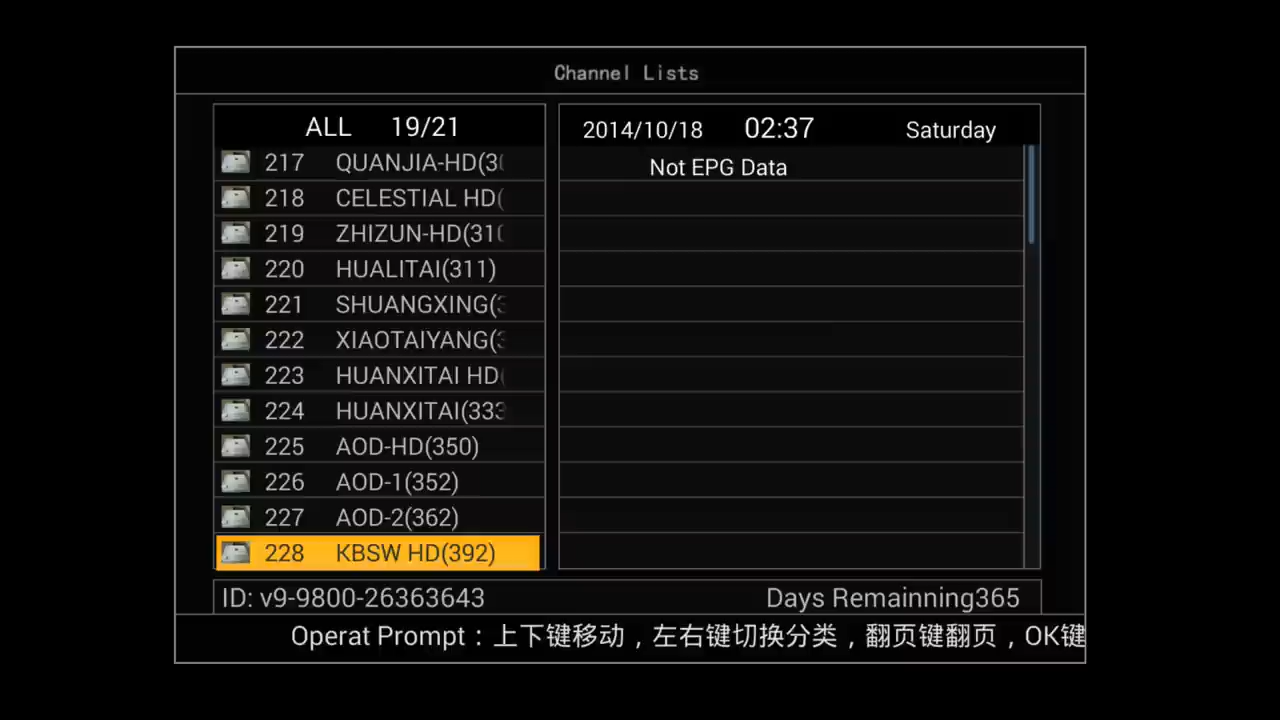 Channel Lists
ALL 19/21
217 QUANJIA-HD(30
218 CELESTIAL HD(
219 ZHIZUN-HD(310
220 HUALITAI(311)
221 SHUANGXING(3
222 XIAOTAIYANG(3
223 HUANXITAI HD(
224 HUANXITAI(333
225 AOD-HD(350)
226 AOD-1(352)
227 AOD-2(362)
228 KBSW HD(392)
2014/10/18 02:37 Saturday
Not EPG Data
ID: v9-9800-26363643 Days Remainning365
Operat Prompt：上下键移动，左右键切换分类，翻页键翻页，OK键